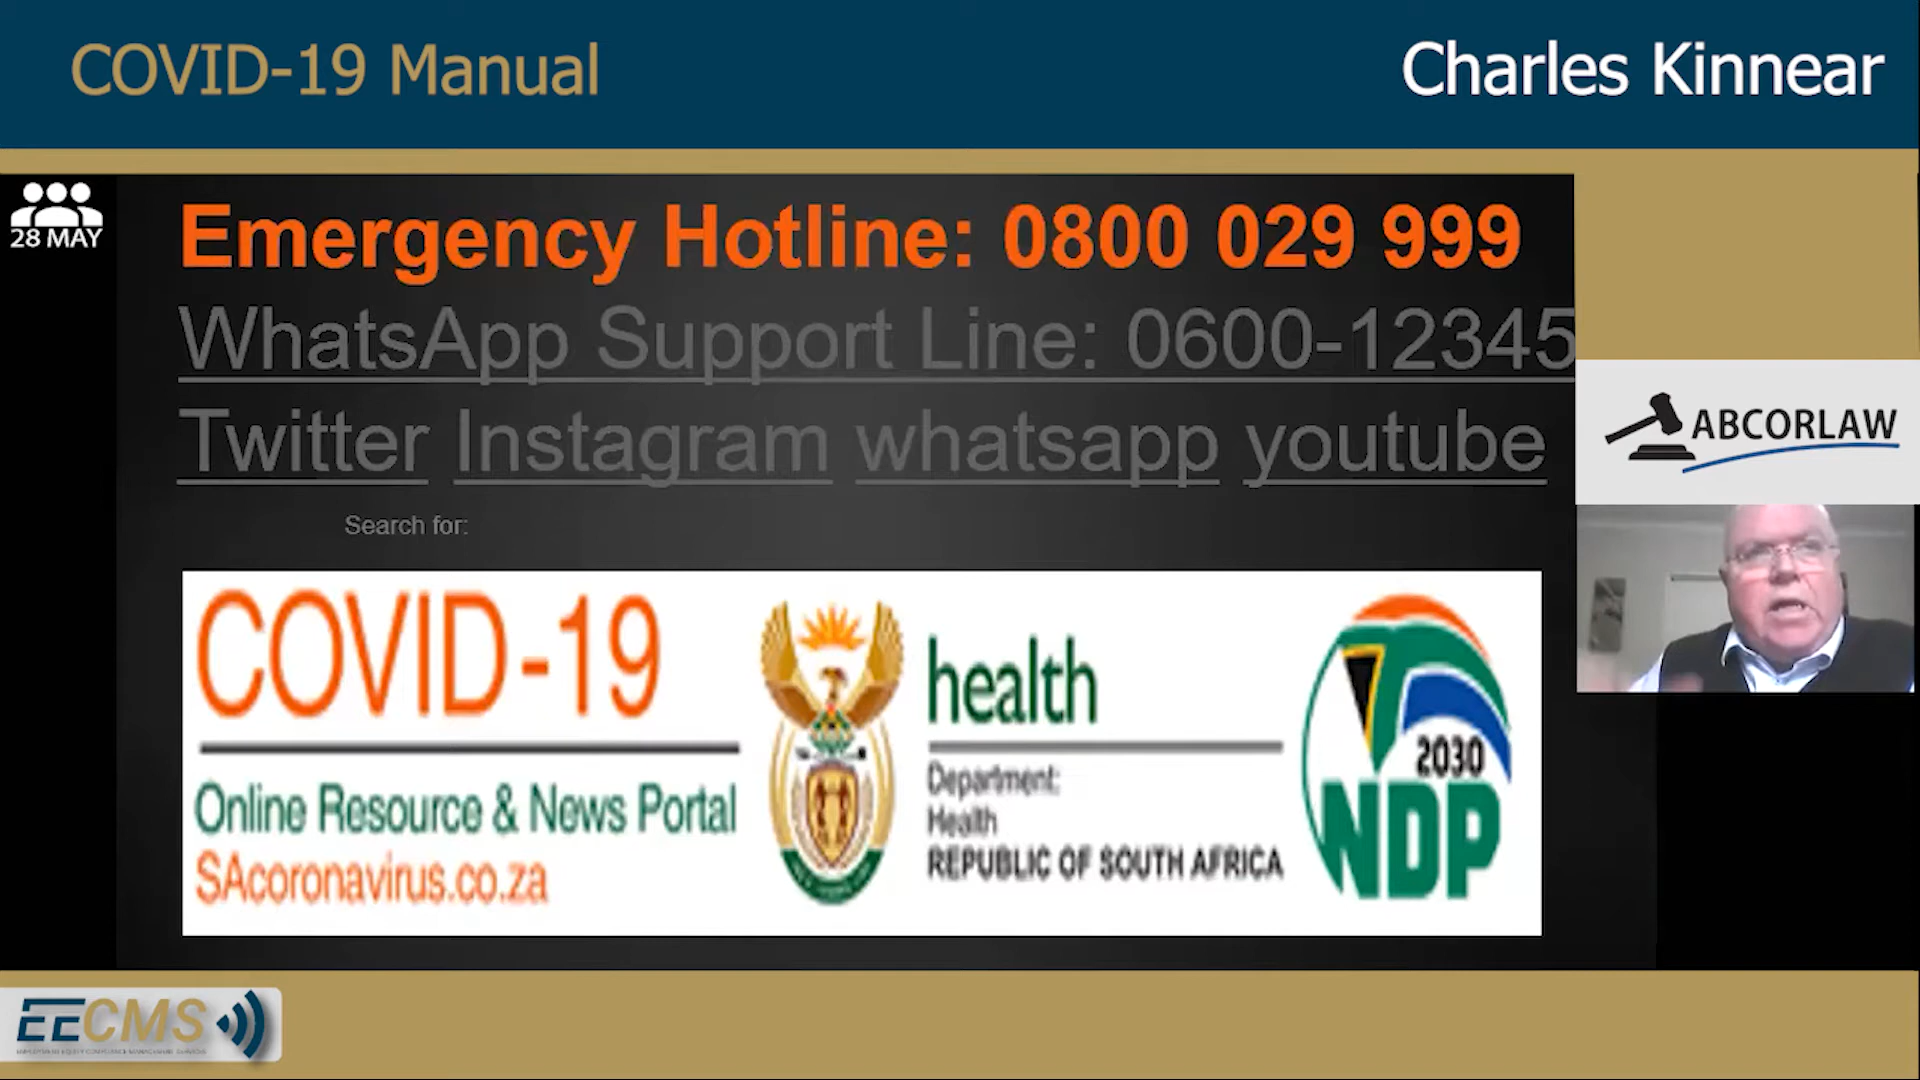 COVID-19 Manual
Charles Kinnear
28 MAY
Emergency Hotline: 0800 029 999
WhatsApp Support Line: 0600-12345
Twitter Instagram whatsapp youtube
Search for:
ABCORLAW
COVID-19
Online Resource & News Portal
SAcoronavirus.co.za
health
Department:
Health
REPUBLIC OF SOUTH AFRICA
2030
NDP
EECMS